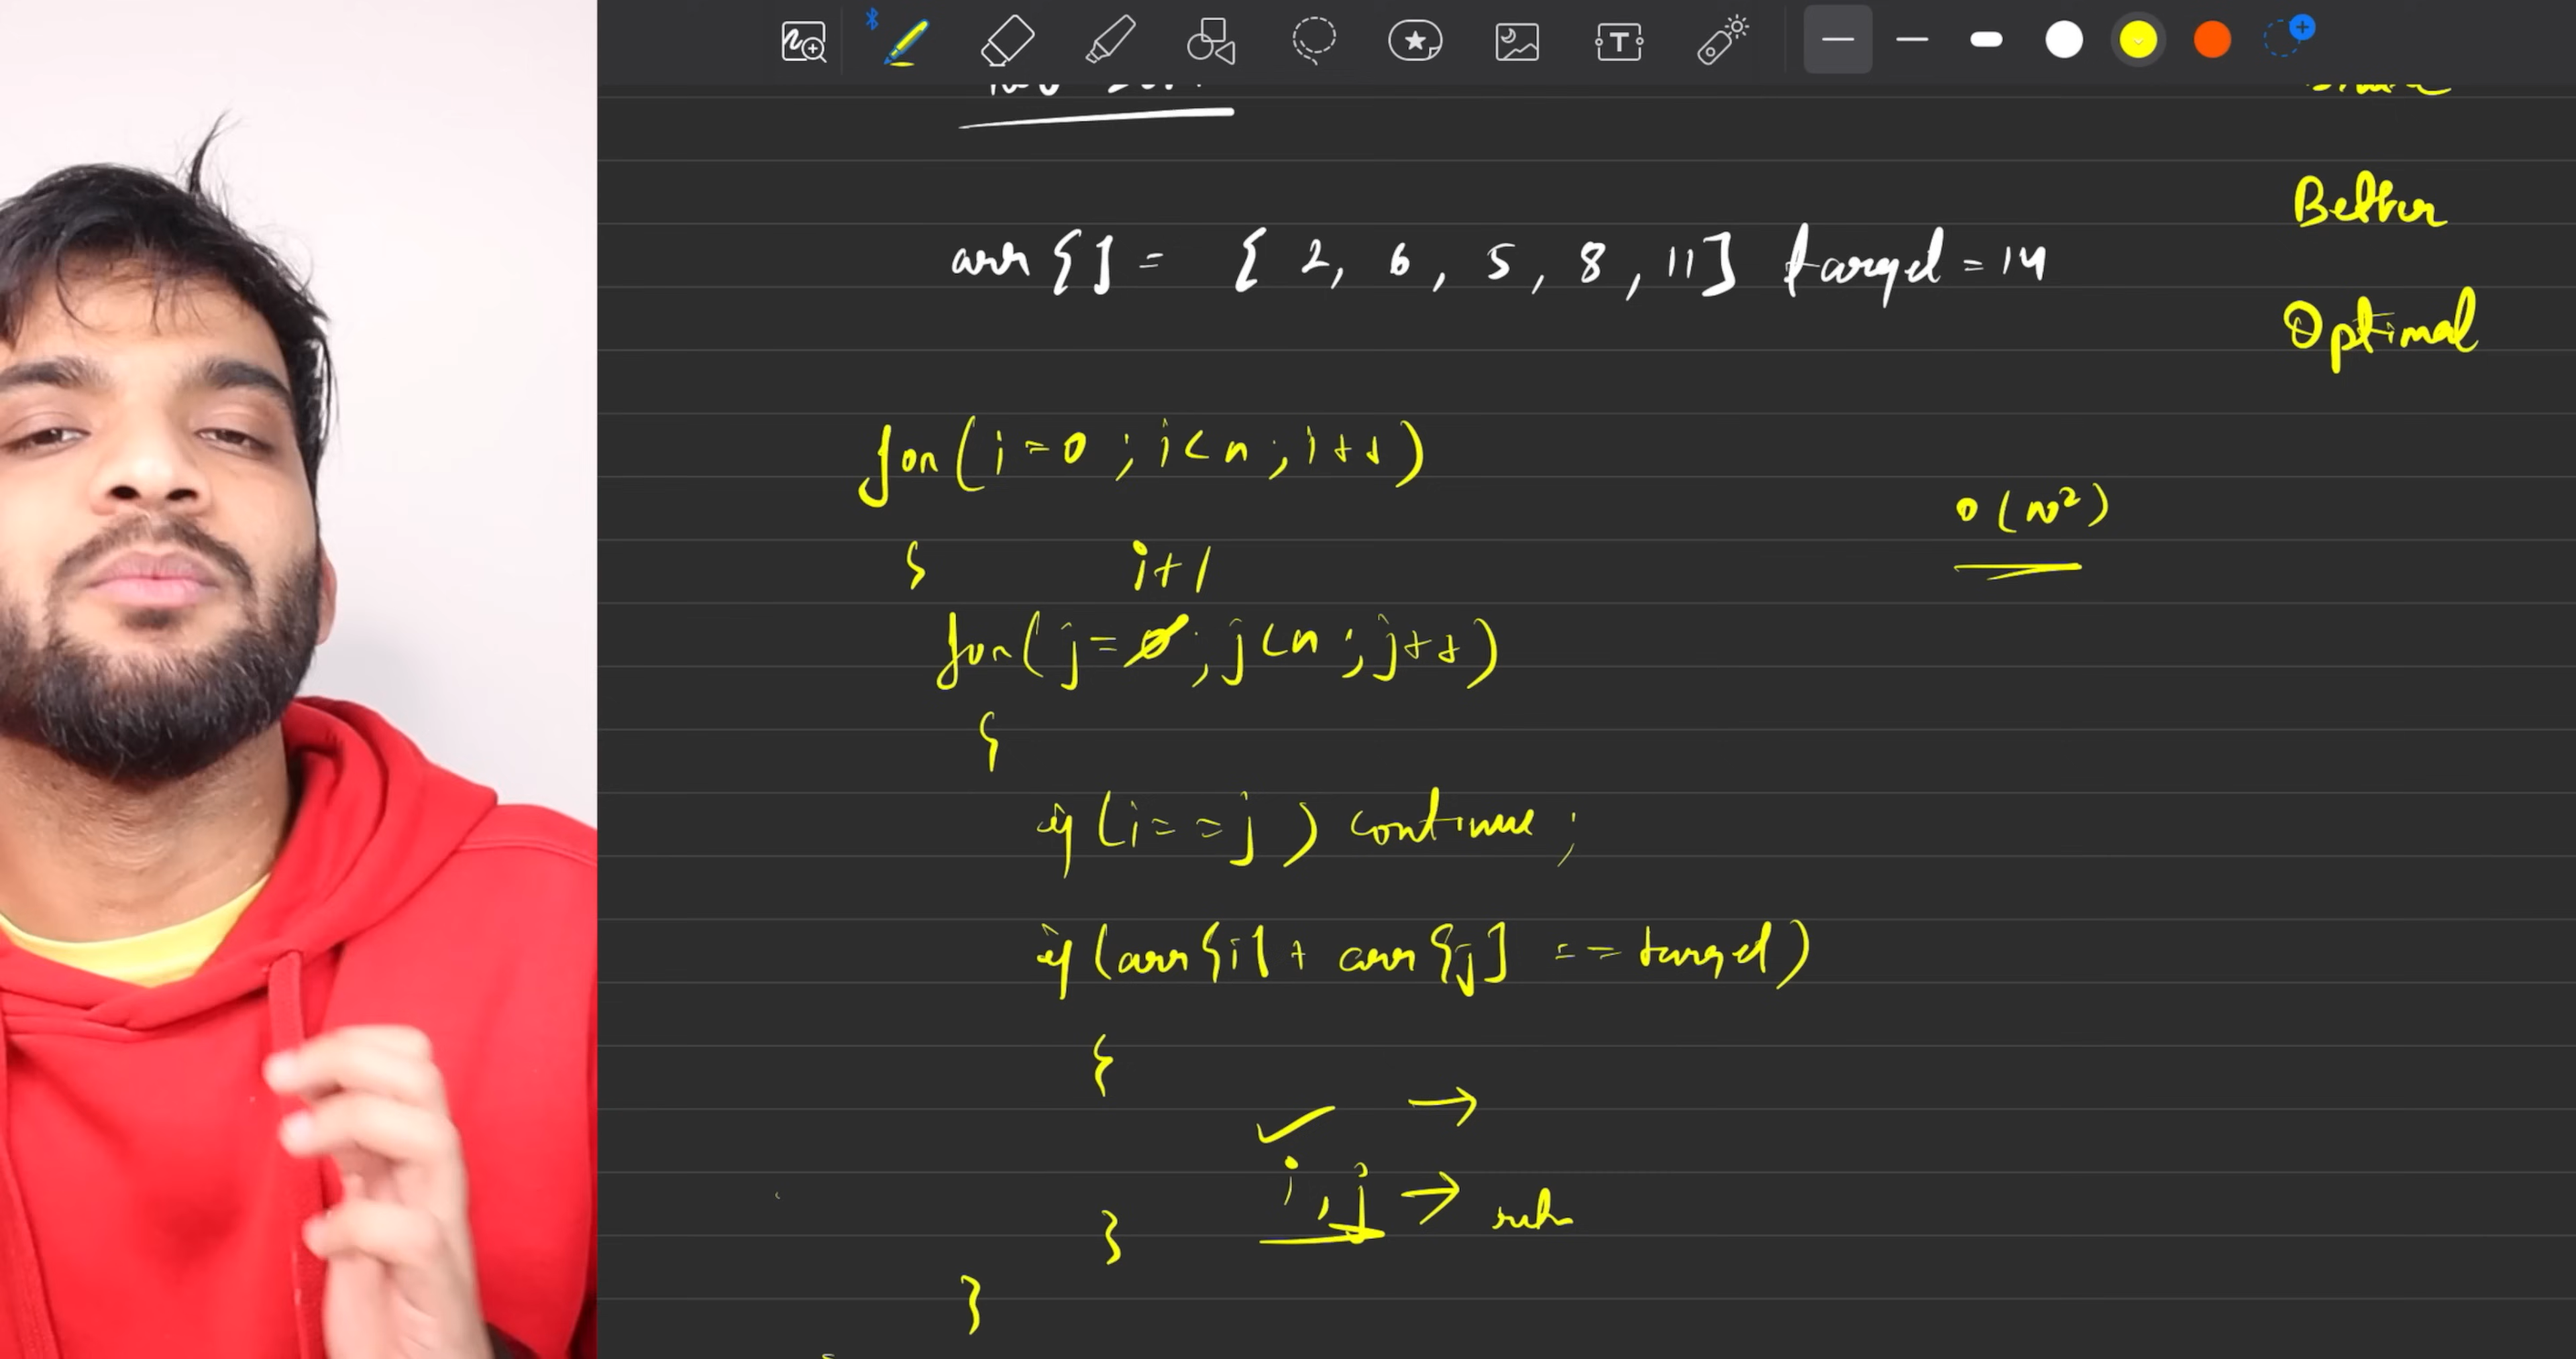 Better
arr[] = { 2, 6, 5, 8, 11} target = 14
Optimal
for(i=0 ; i<n ; i++)
O(N²)
{
i+1
for(j=0; j<n ; j++)
{
if(i==j) continue;
if(arr[i] + arr[j] == target)
{
i, j →
}
}